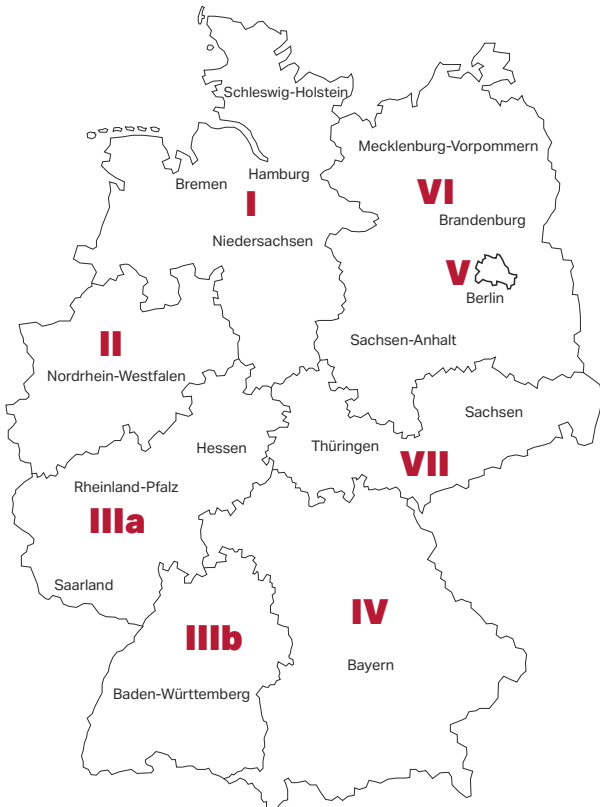 Schleswig-Holstein
Mecklenburg-Vorpommern
Hamburg
Bremen
I
VI
Brandenburg
Niedersachsen
V
Berlin
Sachsen-Anhalt
II
Nordrhein-Westfalen
Sachsen
Hessen
Thüringen
VII
Rheinland-Pfalz
IIIa
Saarland
IV
IIIb
Bayern
Baden-Württemberg